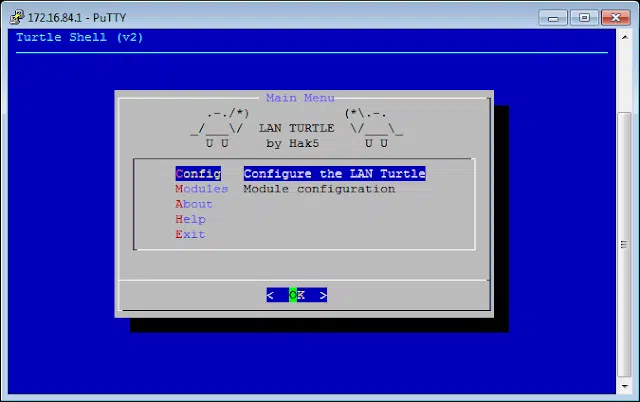 172.16.84.1 - PuTTY
Turtle Shell (v2)
Main Menu
.-./*)             (*\.-.
_/___\/  LAN TURTLE  \/___\_
U U     by Hak5      U U
Config   Configure the LAN Turtle
Modules  Module configuration
About
Help
Exit
<  OK  >